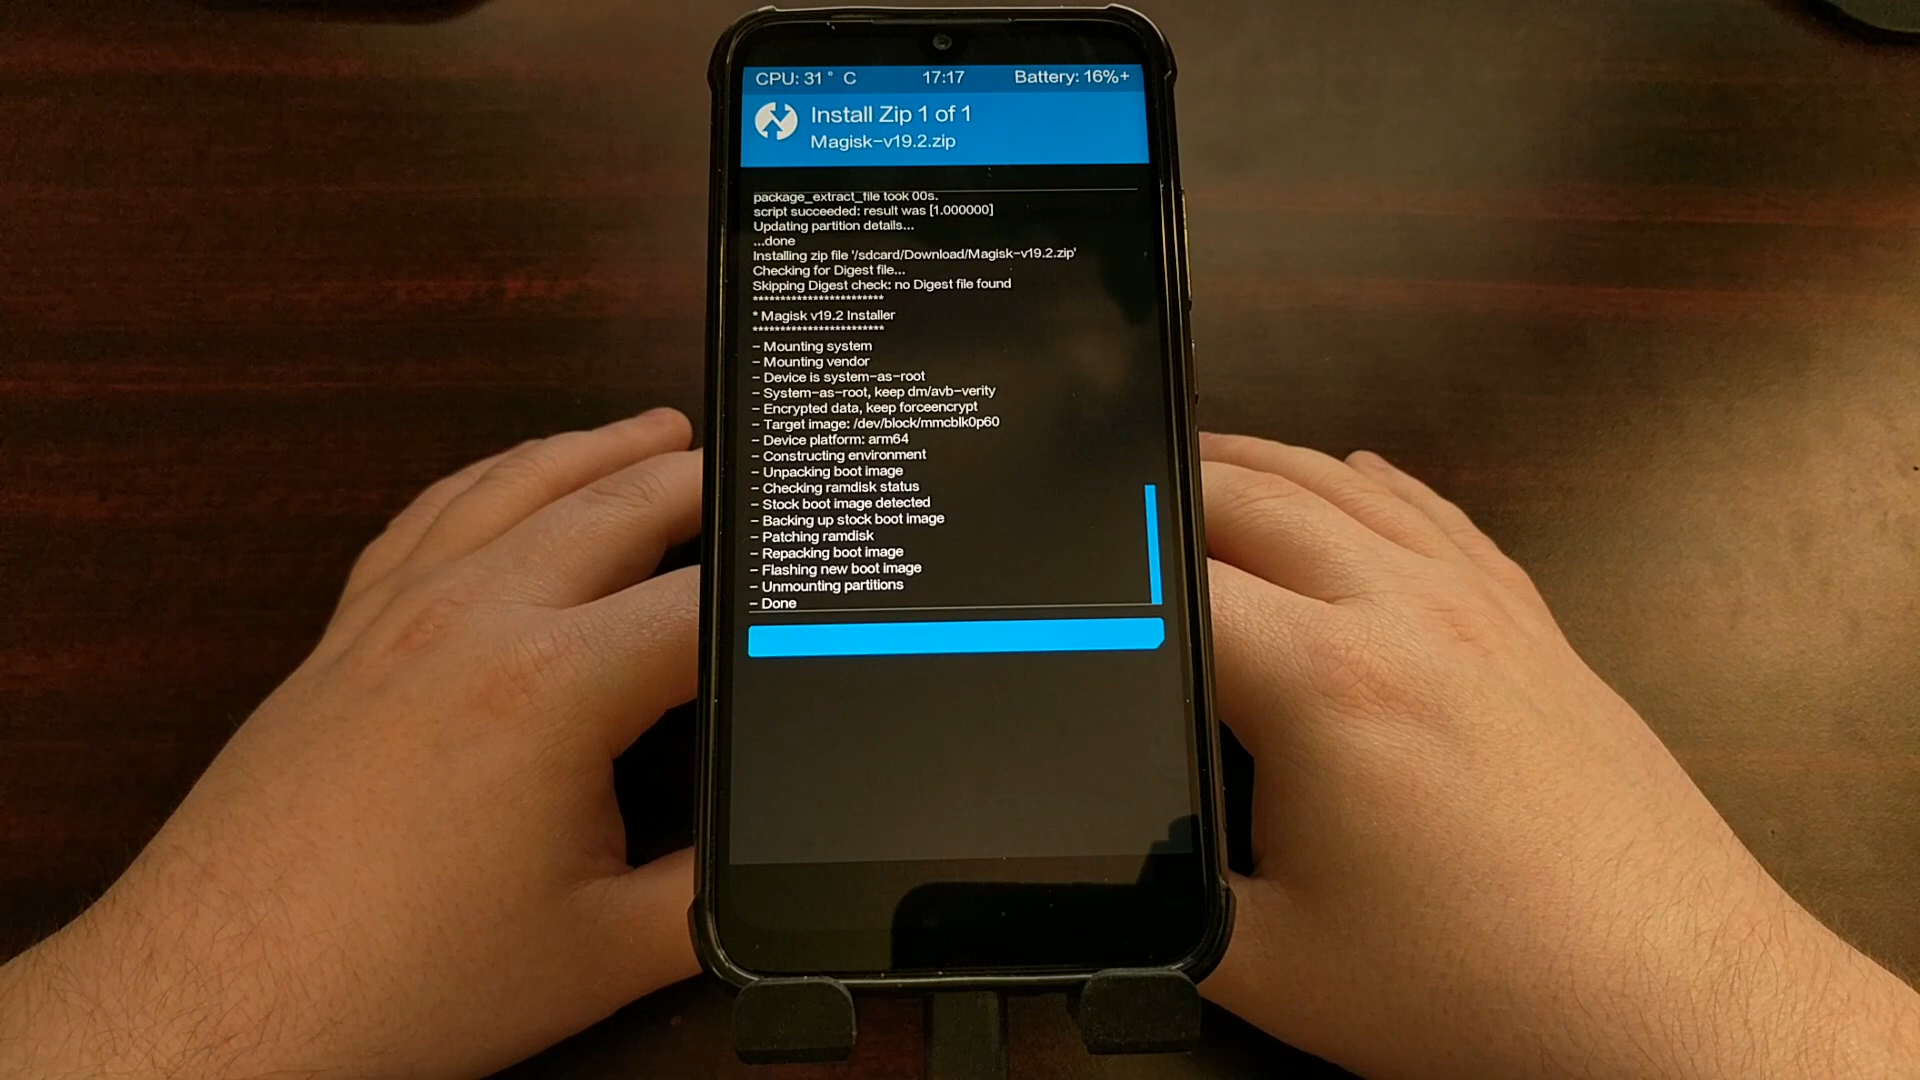 CPU: 31° C 17:17 Battery: 16%+
Install Zip 1 of 1
Magisk-v19.2.zip
package_extract_file took 00s.
script succeeded: result was [1.000000]
Updating partition details...
...done
Installing zip file '/sdcard/Download/Magisk-v19.2.zip'
Checking for Digest file...
Skipping Digest check: no Digest file found
************************
* Magisk v19.2 Installer
************************
- Mounting system
- Mounting vendor
- Device is system-as-root
- System-as-root, keep dm/avb-verity
- Encrypted data, keep forceencrypt
- Target image: /dev/block/mmcblk0p60
- Device platform: arm64
- Constructing environment
- Unpacking boot image
- Checking ramdisk status
- Stock boot image detected
- Backing up stock boot image
- Patching ramdisk
- Repacking boot image
- Flashing new boot image
- Unmounting partitions
- Done